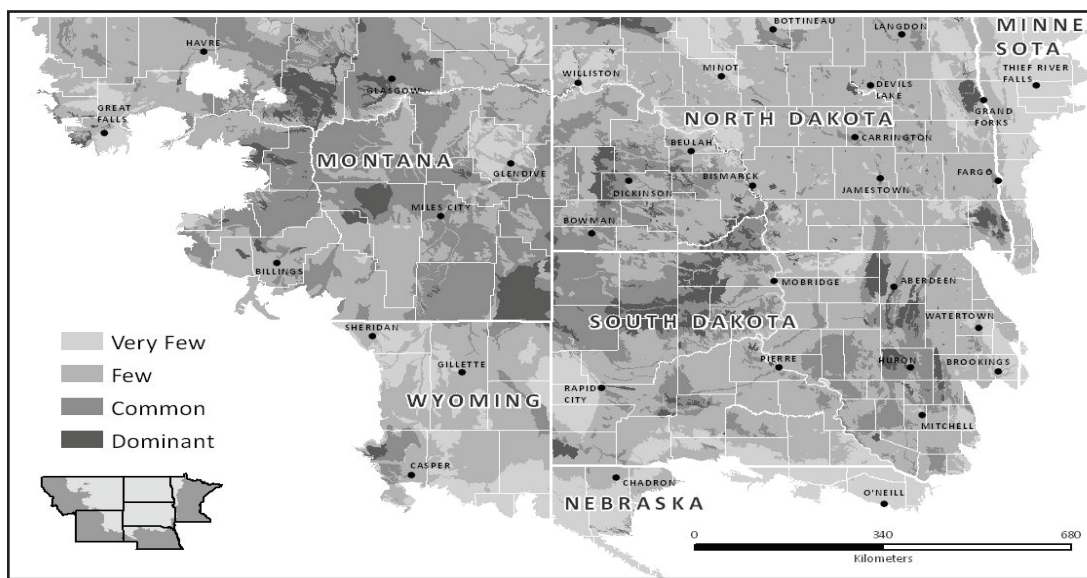 BOTTINEAU
LANGDON
MINNE
SOTA
HAVRE
THIEF RIVER
FALLS
GLASGOW
WILLISTON
MINOT
DEVILS
LAKE
GREAT
FALLS
GRAND
FORKS
NORTH DAKOTA
CARRINGTON
BEULAH
MONTANA
GLENDIVE
DICKINSON
BISMARCK
JAMESTOWN
FARGO
MILES CITY
BOWMAN
BILLINGS
MOBRIDGE
ABERDEEN
SHERIDAN
SOUTH DAKOTA
WATERTOWN
Very Few
GILLETTE
PIERRE
HURON
BROOKINGS
Few
RAPID
CITY
WYOMING
Common
MITCHELL
Dominant
CASPER
CHADRON
NEBRASKA
O'NEILL
0 340 680
Kilometers